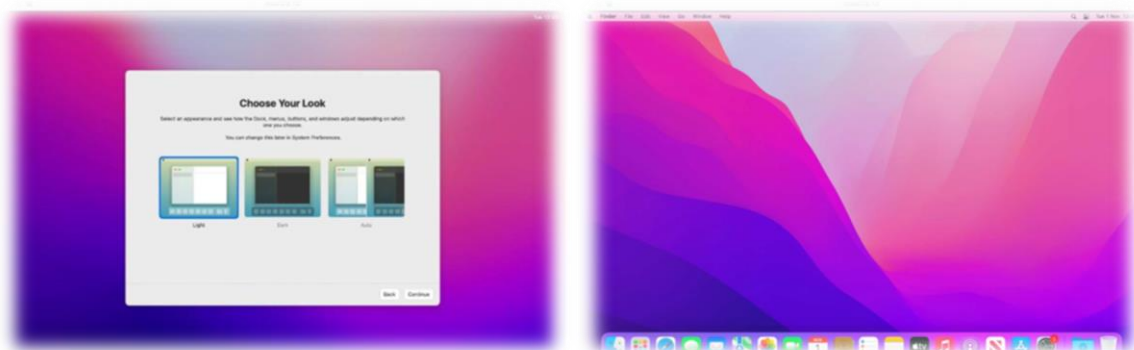 Choose Your Look
Select an appearance and see how the Dock, menus, buttons, and windows adjust depending on which
one you choose.
You can change this later in System Preferences.
Light
Dark
Auto
Back
Continue
Finder File Edit View Go Window Help